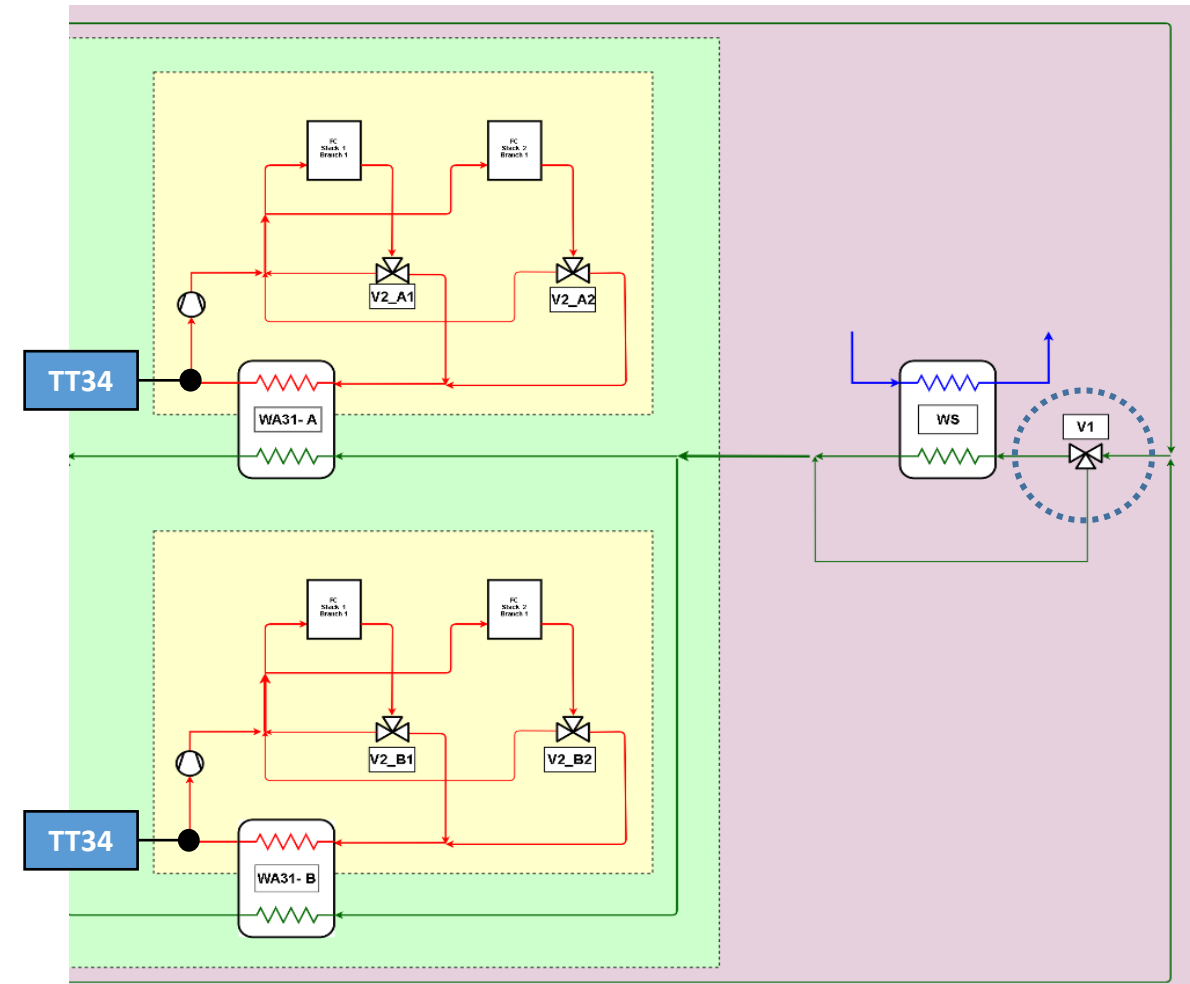 FC
Stack 1
Branch 1
FC
Stack 2
Branch 1
V2_A1
V2_A2
TT34
WA31- A
WS
V1
FC
Stack 1
Branch 1
FC
Stack 2
Branch 1
V2_B1
V2_B2
TT34
WA31- B